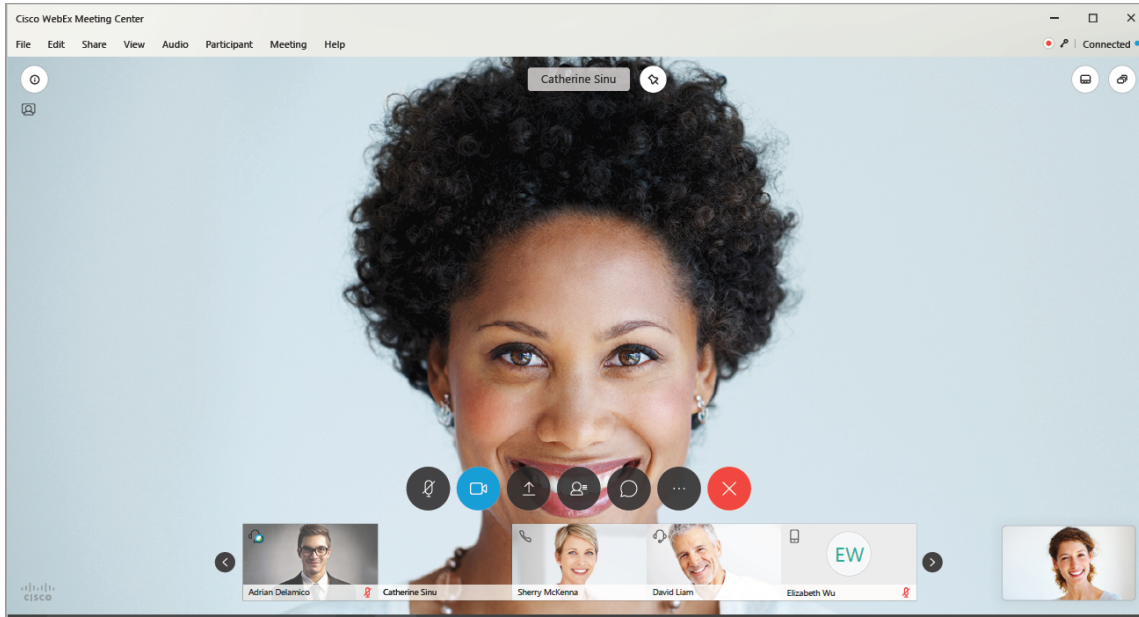 Cisco WebEx Meeting Center
File Edit Share View Audio Participant Meeting Help
Connected
Catherine Sinu
EW
Adrian Delamico Catherine Sinu Sherry McKenna David Liam Elizabeth Wu
CISCO